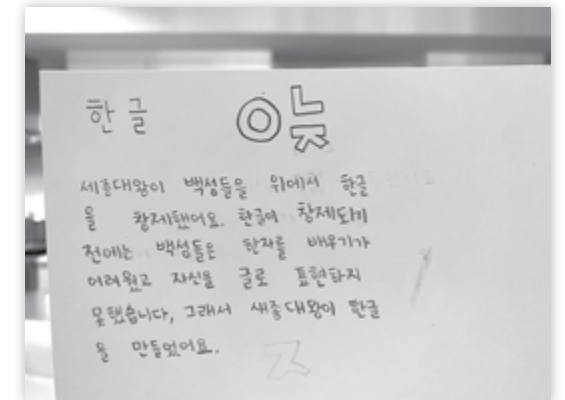 한글 ㅇ ㄴ ㅈ
세종대왕이 백성들을 위에서 한글
을 창제했어요. 한글이 창제되기
전에는 백성들은 한자를 배우기가
어려웠고 자신을 글로 표현하지
못했습니다, 그래서 새종대왕이 한글
을 만들었어요.
ㅈ